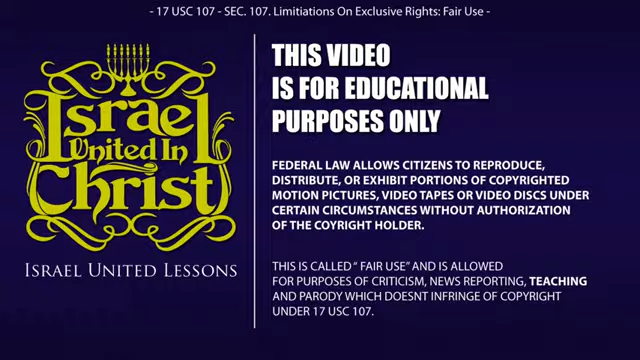 - 17 USC 107 - SEC. 107. Limitiations On Exclusive Rights: Fair Use -
Israel
United In
Christ
ISRAEL UNITED LESSONS
THIS VIDEO
IS FOR EDUCATIONAL
PURPOSES ONLY
FEDERAL LAW ALLOWS CITIZENS TO REPRODUCE,
DISTRIBUTE, OR EXHIBIT PORTIONS OF COPYRIGHTED
MOTION PICTURES, VIDEO TAPES OR VIDEO DISCS UNDER
CERTAIN CIRCUMSTANCES WITHOUT AUTHORIZATION
OF THE COYRIGHT HOLDER.
THIS IS CALLED “ FAIR USE” AND IS ALLOWED
FOR PURPOSES OF CRITICISM, NEWS REPORTING, TEACHING
AND PARODY WHICH DOESNT INFRINGE OF COPYRIGHT
UNDER 17 USC 107.